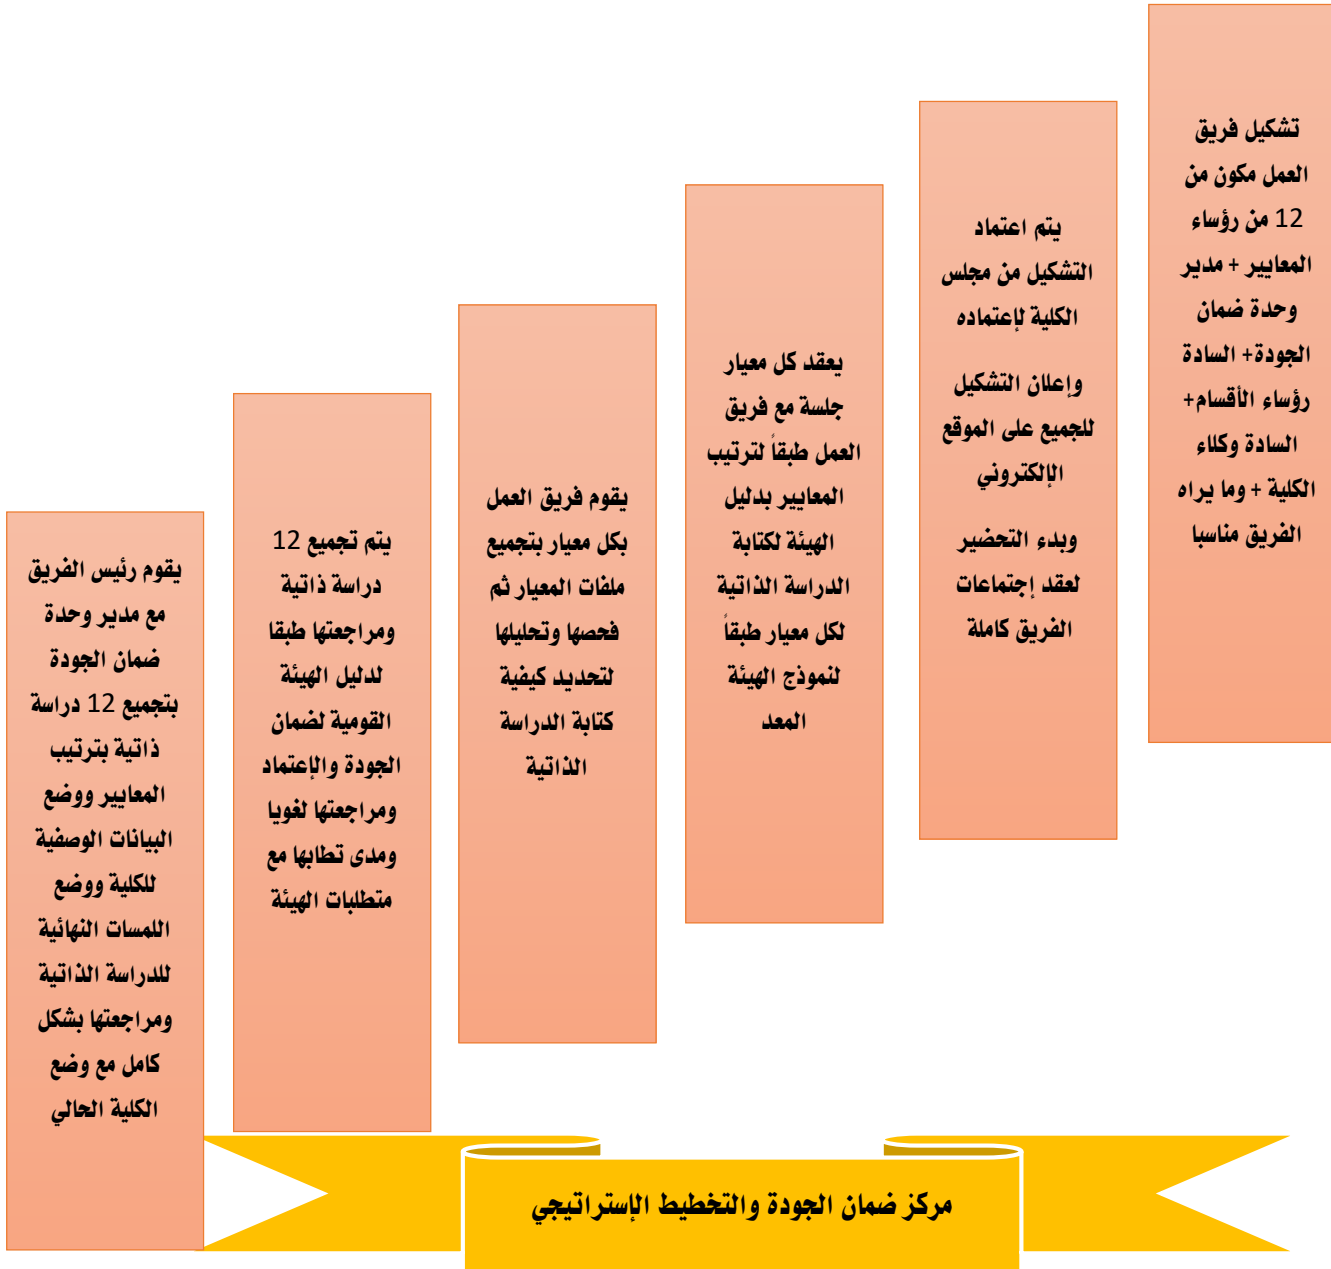 تشكيل فريق
العمل مكون من
12 من رؤساء
المعايير + مدير
وحدة ضمان
الجودة+ السادة
رؤساء الأقسام+
السادة وكلاء
الكلية + وما يراه
الفريق مناسبا
يتم اعتماد
التشكيل من مجلس
الكلية لإعتماده
وإعلان التشكيل
للجميع على الموقع
الإلكتروني
وبدء التحضير
لعقد إجتماعات
الفريق كاملة
يعقد كل معيار
جلسة مع فريق
العمل طبقاً لترتيب
المعايير بدليل
الهيئة لكتابة
الدراسة الذاتية
لكل معيار طبقاً
لنموذج الهيئة
المعد
يقوم فريق العمل
بكل معيار بتجميع
ملفات المعيار ثم
فحصها وتحليلها
لتحديد كيفية
كتابة الدراسة
الذاتية
يتم تجميع 12
دراسة ذاتية
ومراجعتها طبقا
لدليل الهيئة
القومية لضمان
الجودة والإعتماد
ومراجعتها لغويا
ومدى تطابها مع
متطلبات الهيئة
يقوم رئيس الفريق
مع مدير وحدة
ضمان الجودة
بتجميع 12 دراسة
ذاتية بترتيب
المعايير ووضع
البيانات الوصفية
للكلية ووضع
اللمسات النهائية
للدراسة الذاتية
ومراجعتها بشكل
كامل مع وضع
الكلية الحالي
مركز ضمان الجودة والتخطيط الإستراتيجي